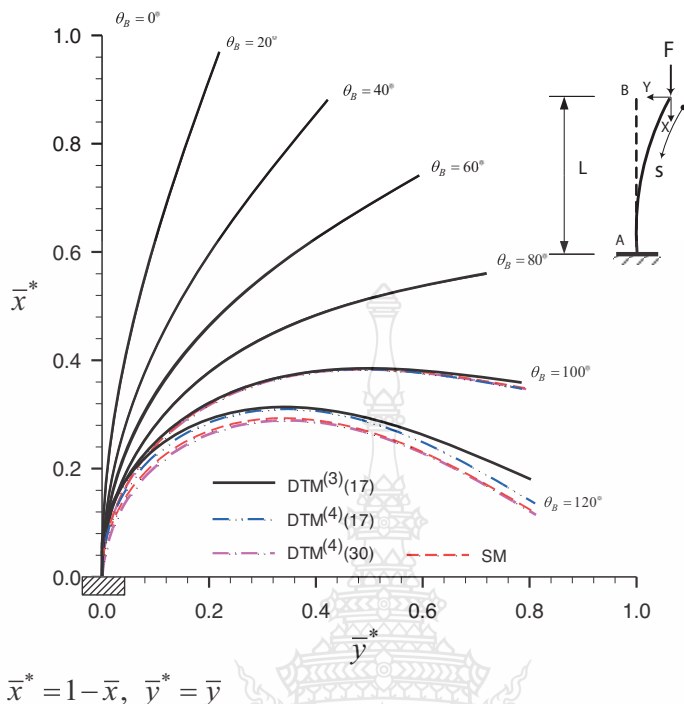 1.0
θ_B = 0°
θ_B = 20°
θ_B = 40°
θ_B = 60°
θ_B = 80°
θ_B = 100°
θ_B = 120°
0.8
0.6
x̄*
0.4
0.2
0.0
F
B
Y
X
S
L
A
DTM⁽³⁾(17)
DTM⁽⁴⁾(17)
DTM⁽⁴⁾(30)
SM
0.0 0.2 0.4 0.6 0.8 1.0
ȳ*
x̄* = 1 − x̄, ȳ* = ȳ